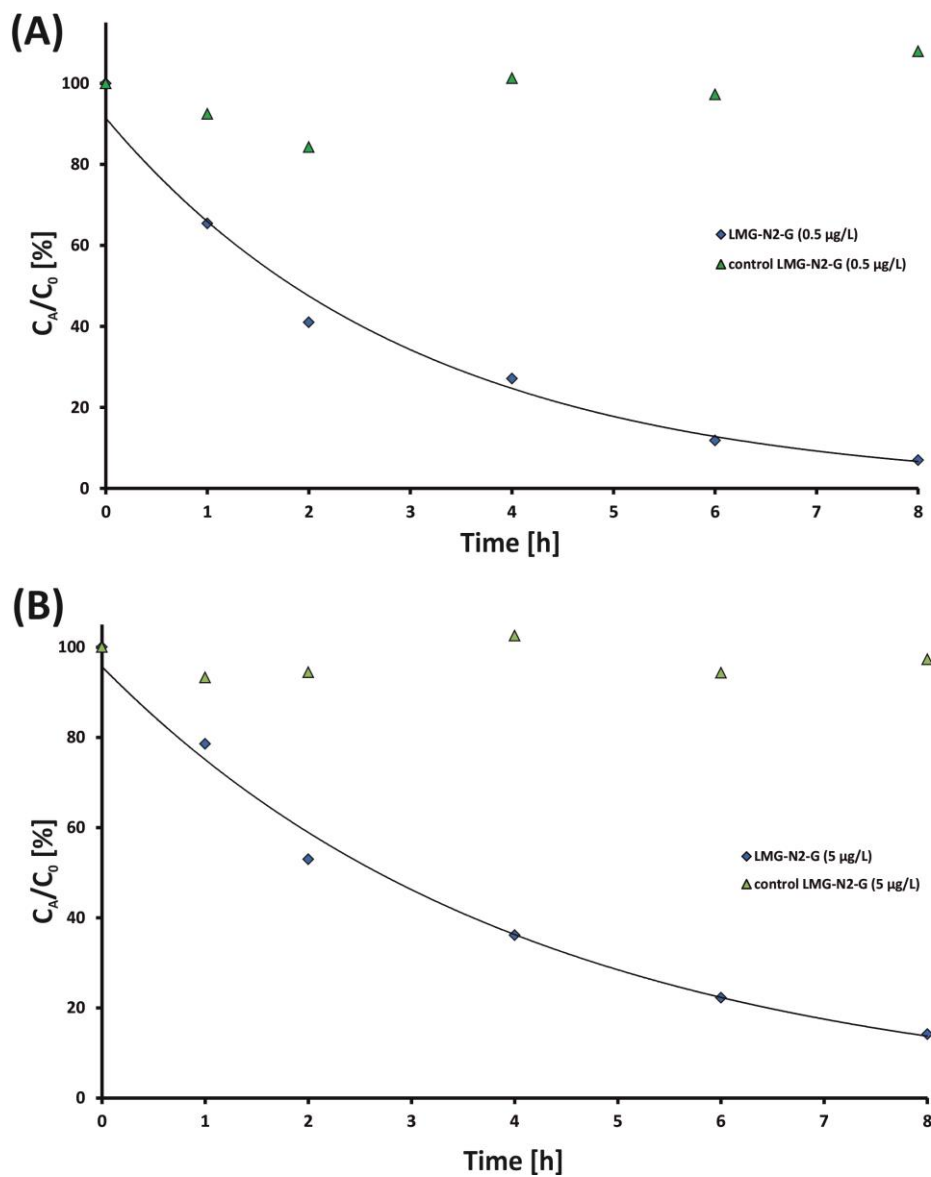 (A)
100
80
60
40
20
0
C_A/C_0 [%]
LMG-N2-G (0.5 µg/L)
control LMG-N2-G (0.5 µg/L)
0 1 2 3 4 5 6 7 8
Time [h]
(B)
100
80
60
40
20
0
C_A/C_0 [%]
LMG-N2-G (5 µg/L)
control LMG-N2-G (5 µg/L)
0 1 2 3 4 5 6 7 8
Time [h]